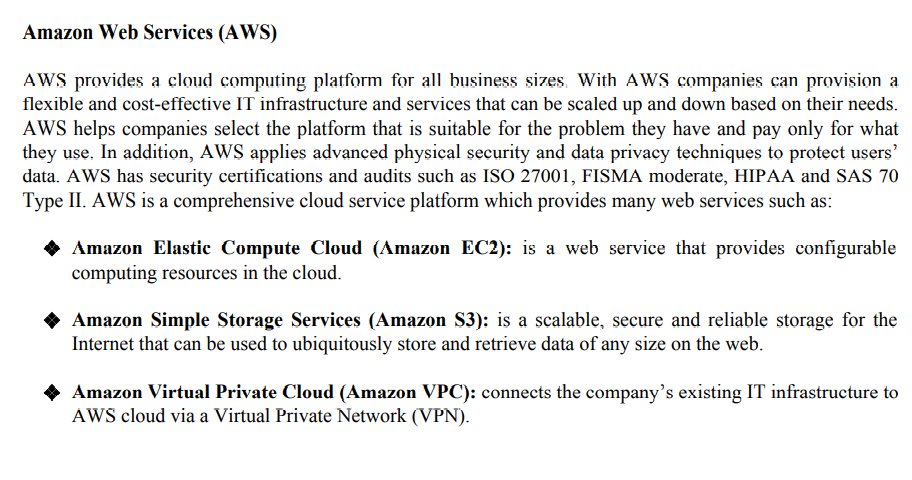 Amazon Web Services (AWS)
AWS provides a cloud computing platform for all business sizes. With AWS companies can provision a
flexible and cost-effective IT infrastructure and services that can be scaled up and down based on their needs.
AWS helps companies select the platform that is suitable for the problem they have and pay only for what
they use. In addition, AWS applies advanced physical security and data privacy techniques to protect users’
data. AWS has security certifications and audits such as ISO 27001, FISMA moderate, HIPAA and SAS 70
Type II. AWS is a comprehensive cloud service platform which provides many web services such as:
❖ Amazon Elastic Compute Cloud (Amazon EC2): is a web service that provides configurable
computing resources in the cloud.
❖ Amazon Simple Storage Services (Amazon S3): is a scalable, secure and reliable storage for the
Internet that can be used to ubiquitously store and retrieve data of any size on the web.
❖ Amazon Virtual Private Cloud (Amazon VPC): connects the company’s existing IT infrastructure to
AWS cloud via a Virtual Private Network (VPN).